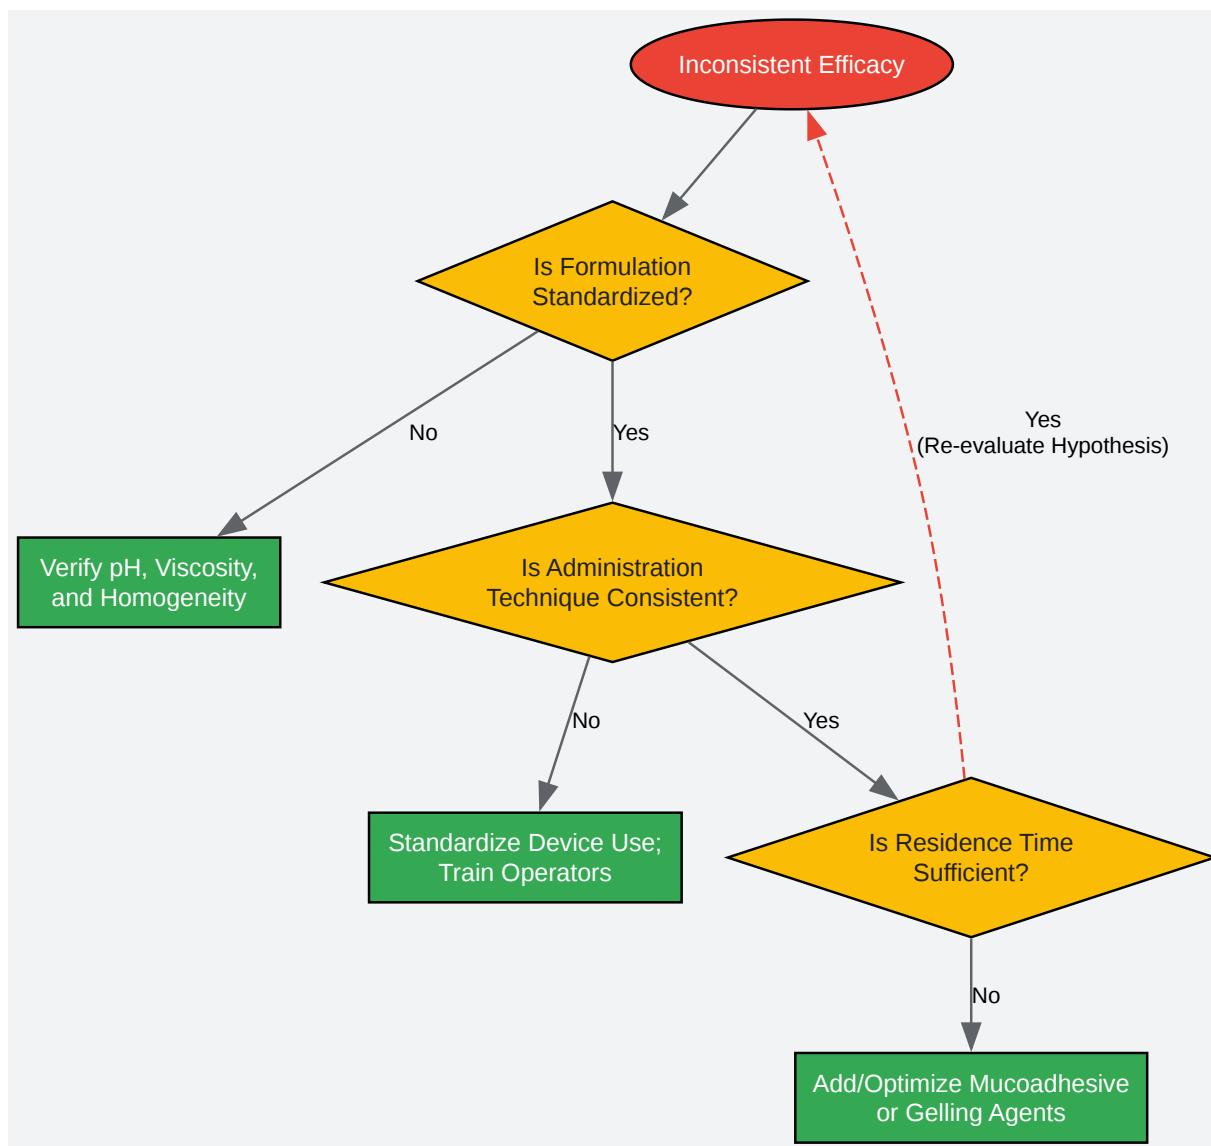 Inconsistent Efficacy
Is Formulation
Standardized?
No
Yes
Yes
(Re-evaluate Hypothesis)
Verify pH, Viscosity,
and Homogeneity
Is Administration
Technique Consistent?
No
Yes
Standardize Device Use;
Train Operators
Is Residence Time
Sufficient?
No
Add/Optimize Mucoadhesive
or Gelling Agents